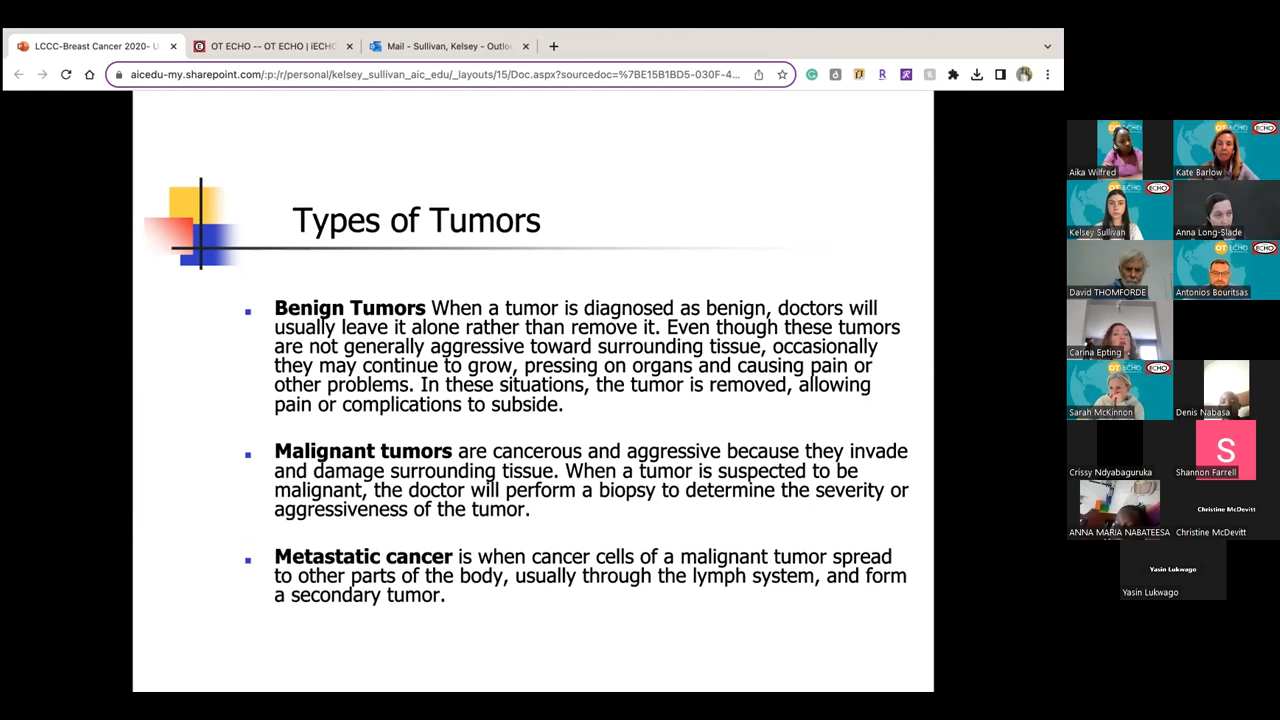 LCCC-Breast Cancer 2020- U
OT ECHO -- OT ECHO | iECHO
Mail - Sullivan, Kelsey - Outloo
aicedu-my.sharepoint.com/:p:/r/personal/kelsey_sullivan_aic_edu/_layouts/15/Doc.aspx?sourcedoc=%7BE15B1BD5-030F-4...
Types of Tumors
Benign Tumors When a tumor is diagnosed as benign, doctors will
usually leave it alone rather than remove it. Even though these tumors
are not generally aggressive toward surrounding tissue, occasionally
they may continue to grow, pressing on organs and causing pain or
other problems. In these situations, the tumor is removed, allowing
pain or complications to subside.
Malignant tumors are cancerous and aggressive because they invade
and damage surrounding tissue. When a tumor is suspected to be
malignant, the doctor will perform a biopsy to determine the severity or
aggressiveness of the tumor.
Metastatic cancer is when cancer cells of a malignant tumor spread
to other parts of the body, usually through the lymph system, and form
a secondary tumor.
Aika Wilfred
Kate Barlow
Kelsey Sullivan
Anna Long-Slade
David THOMFORDE
Antonios Bouritsas
Carina Epting
Sarah McKinnon
Denis Nabasa
Crissy Ndyabaguruka
S
Shannon Farrell
ANNA MARIA NABATEESA
Christine McDevitt
Christine McDevitt
Yasin Lukwago
Yasin Lukwago